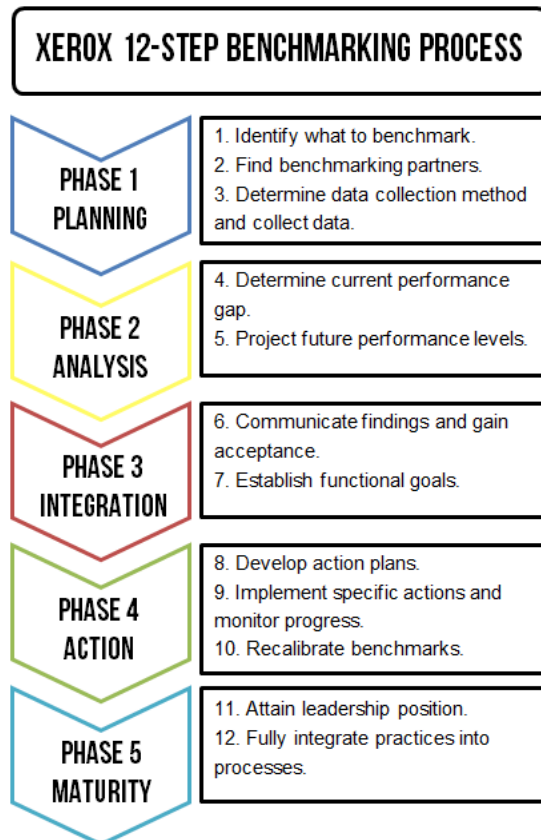 XEROX 12-STEP BENCHMARKING PROCESS
PHASE 1
PLANNING
1. Identify what to benchmark.
2. Find benchmarking partners.
3. Determine data collection method
and collect data.
PHASE 2
ANALYSIS
4. Determine current performance
gap.
5. Project future performance levels.
PHASE 3
INTEGRATION
6. Communicate findings and gain
acceptance.
7. Establish functional goals.
PHASE 4
ACTION
8. Develop action plans.
9. Implement specific actions and
monitor progress.
10. Recalibrate benchmarks.
PHASE 5
MATURITY
11. Attain leadership position.
12. Fully integrate practices into
processes.